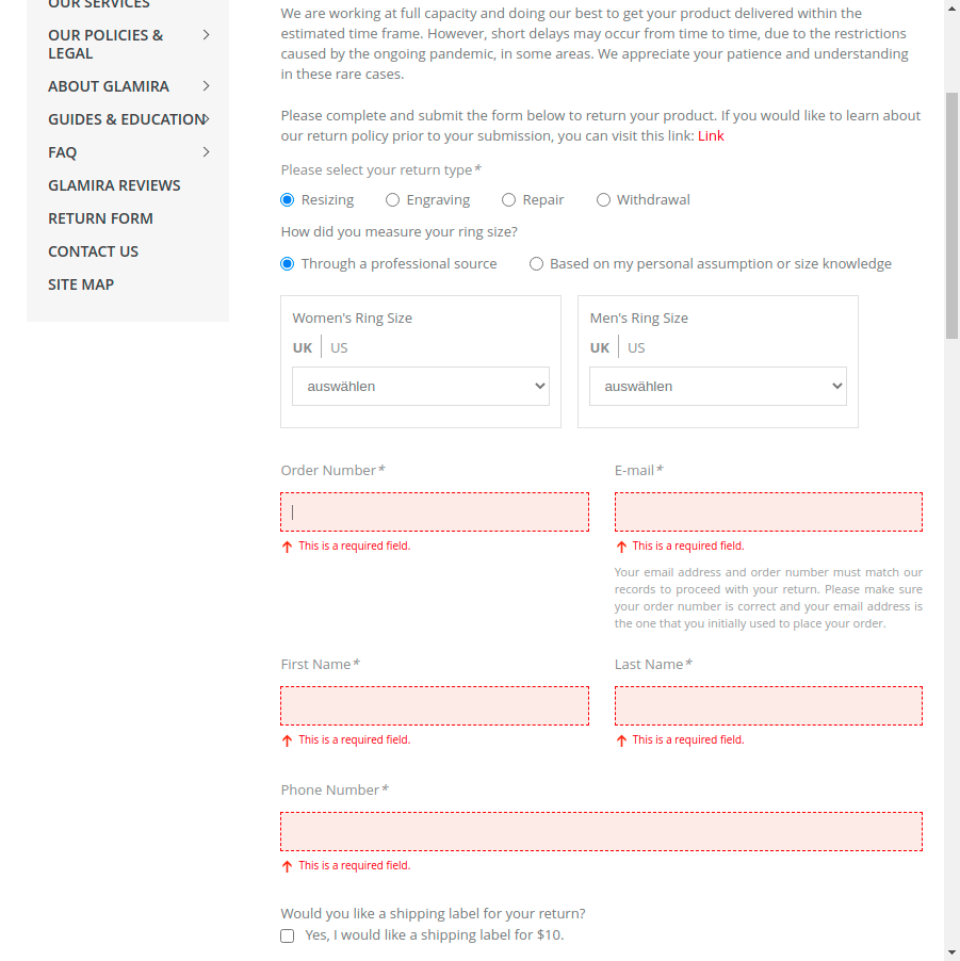 OUR SERVICES
OUR POLICIES &
LEGAL
ABOUT GLAMIRA
GUIDES & EDUCATION
FAQ
GLAMIRA REVIEWS
RETURN FORM
CONTACT US
SITE MAP
We are working at full capacity and doing our best to get your product delivered within the
estimated time frame. However, short delays may occur from time to time, due to the restrictions
caused by the ongoing pandemic, in some areas. We appreciate your patience and understanding
in these rare cases.
Please complete and submit the form below to return your product. If you would like to learn about
our return policy prior to your submission, you can visit this link: Link
Please select your return type*
Resizing Engraving Repair Withdrawal
How did you measure your ring size?
Through a professional source Based on my personal assumption or size knowledge
Women's Ring Size
UK US
auswählen
Men's Ring Size
UK US
auswählen
Order Number*
This is a required field.
E-mail*
This is a required field.
Your email address and order number must match our
records to proceed with your return. Please make sure
your order number is correct and your email address is
the one that you initially used to place your order.
First Name*
This is a required field.
Last Name*
This is a required field.
Phone Number*
This is a required field.
Would you like a shipping label for your return?
Yes, I would like a shipping label for $10.